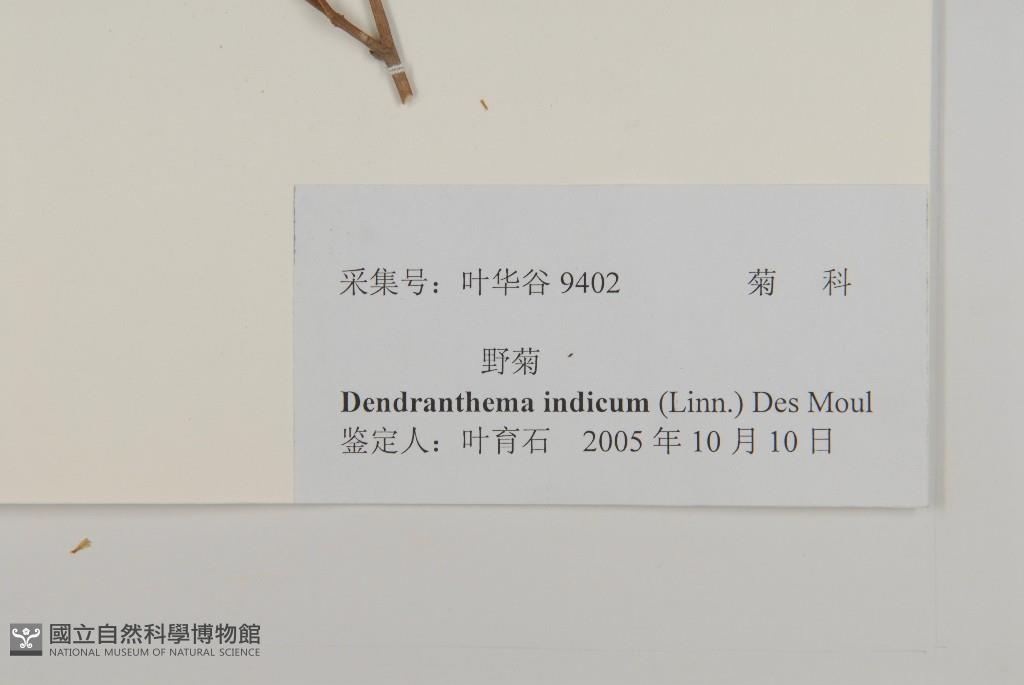 采集号：叶华谷 9402 菊 科
野菊
Dendranthema indicum (Linn.) Des Moul
鉴定人：叶育石 2005 年 10 月 10 日
國立自然科學博物館
NATIONAL MUSEUM OF NATURAL SCIENCE